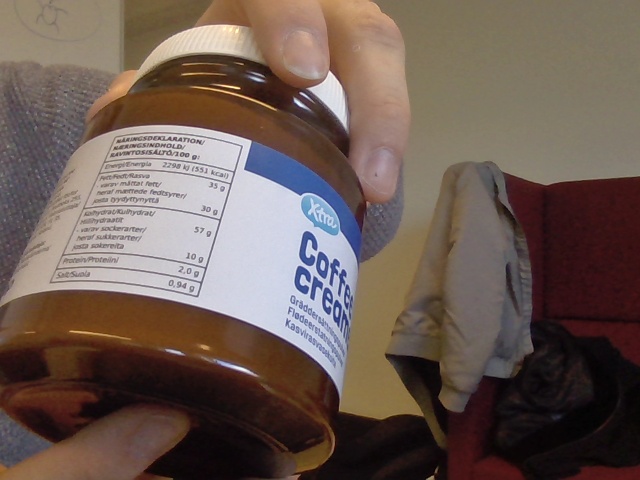 NÄRINGSDEKLARATION/
NÆRINGSINDHOLD/
RAVINTOSISÄLTÖ/100 g:
Energi/Energia 2298 kJ (551 kcal)
Fett/Fedt/Rasva 35 g
- varav mättat fett/
heraf mættede fedtsyrer/
josta tyydyttynyttä 30 g
Kolhydrat/Kulhydrat/
Hiilihydraatit 57 g
- varav sockerarter/
heraf sukkerarter/
josta sokereita 10 g
Protein/Proteiini 2,0 g
Salt/Suola 0,94 g
X-tra
Coffee
creamer